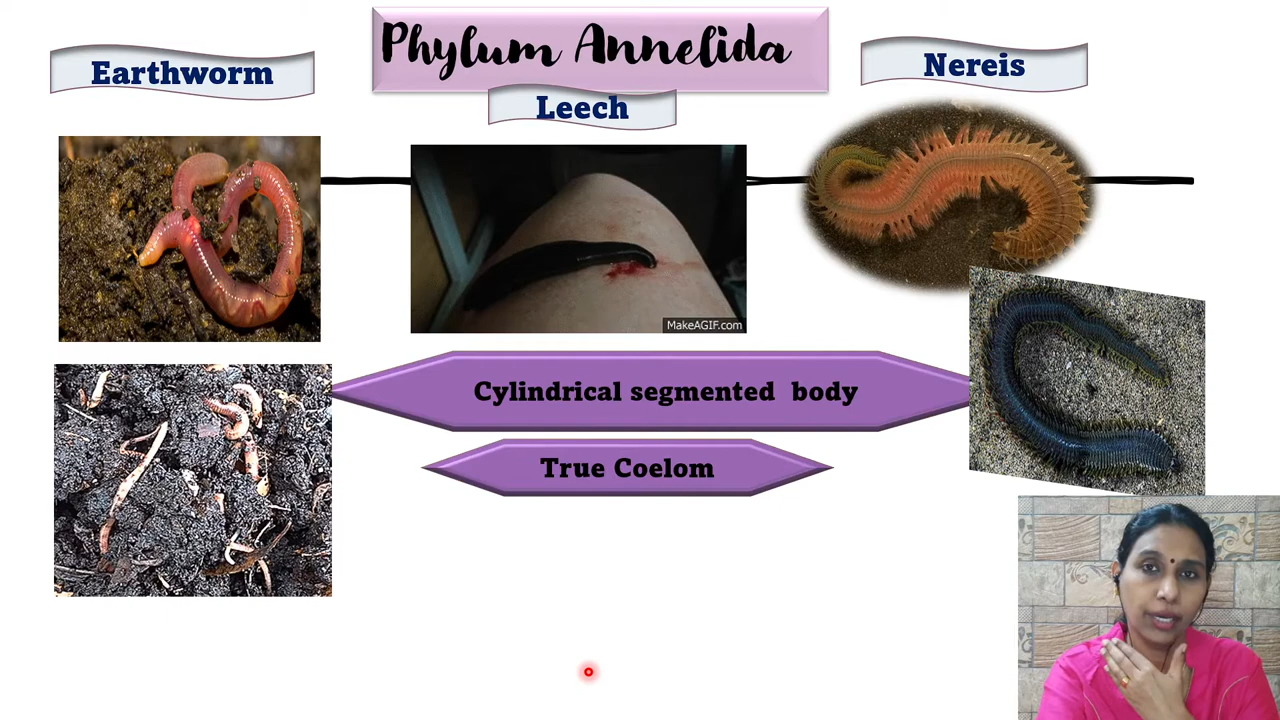 Phylum Annelida
Earthworm
Leech
Nereis
MakeAGIF.com
Cylindrical segmented body
True Coelom